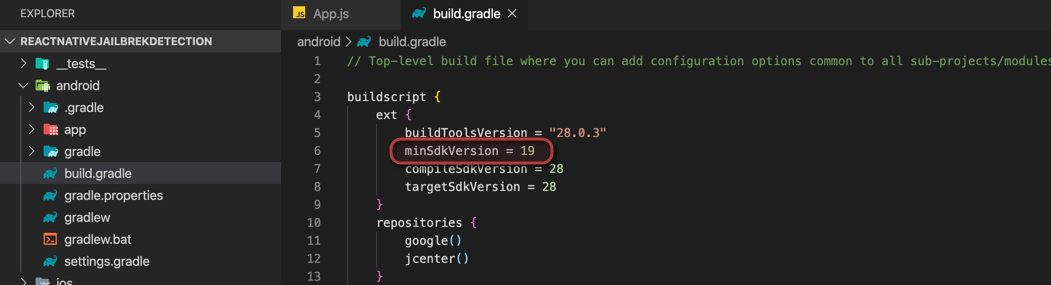 EXPLORER
REACTNATIVEJAILBREKDETECTION
__tests__
android
.gradle
app
gradle
build.gradle
gradle.properties
gradlew
gradlew.bat
settings.gradle
ios
JS App.js
build.gradle
android > build.gradle
1 // Top-level build file where you can add configuration options common to all sub-projects/modules
2
3 buildscript {
4 ext {
5 buildToolsVersion = "28.0.3"
6 minSdkVersion = 19
7 compileSdkVersion = 28
8 targetSdkVersion = 28
9 }
10 repositories {
11 google()
12 jcenter()
13 }